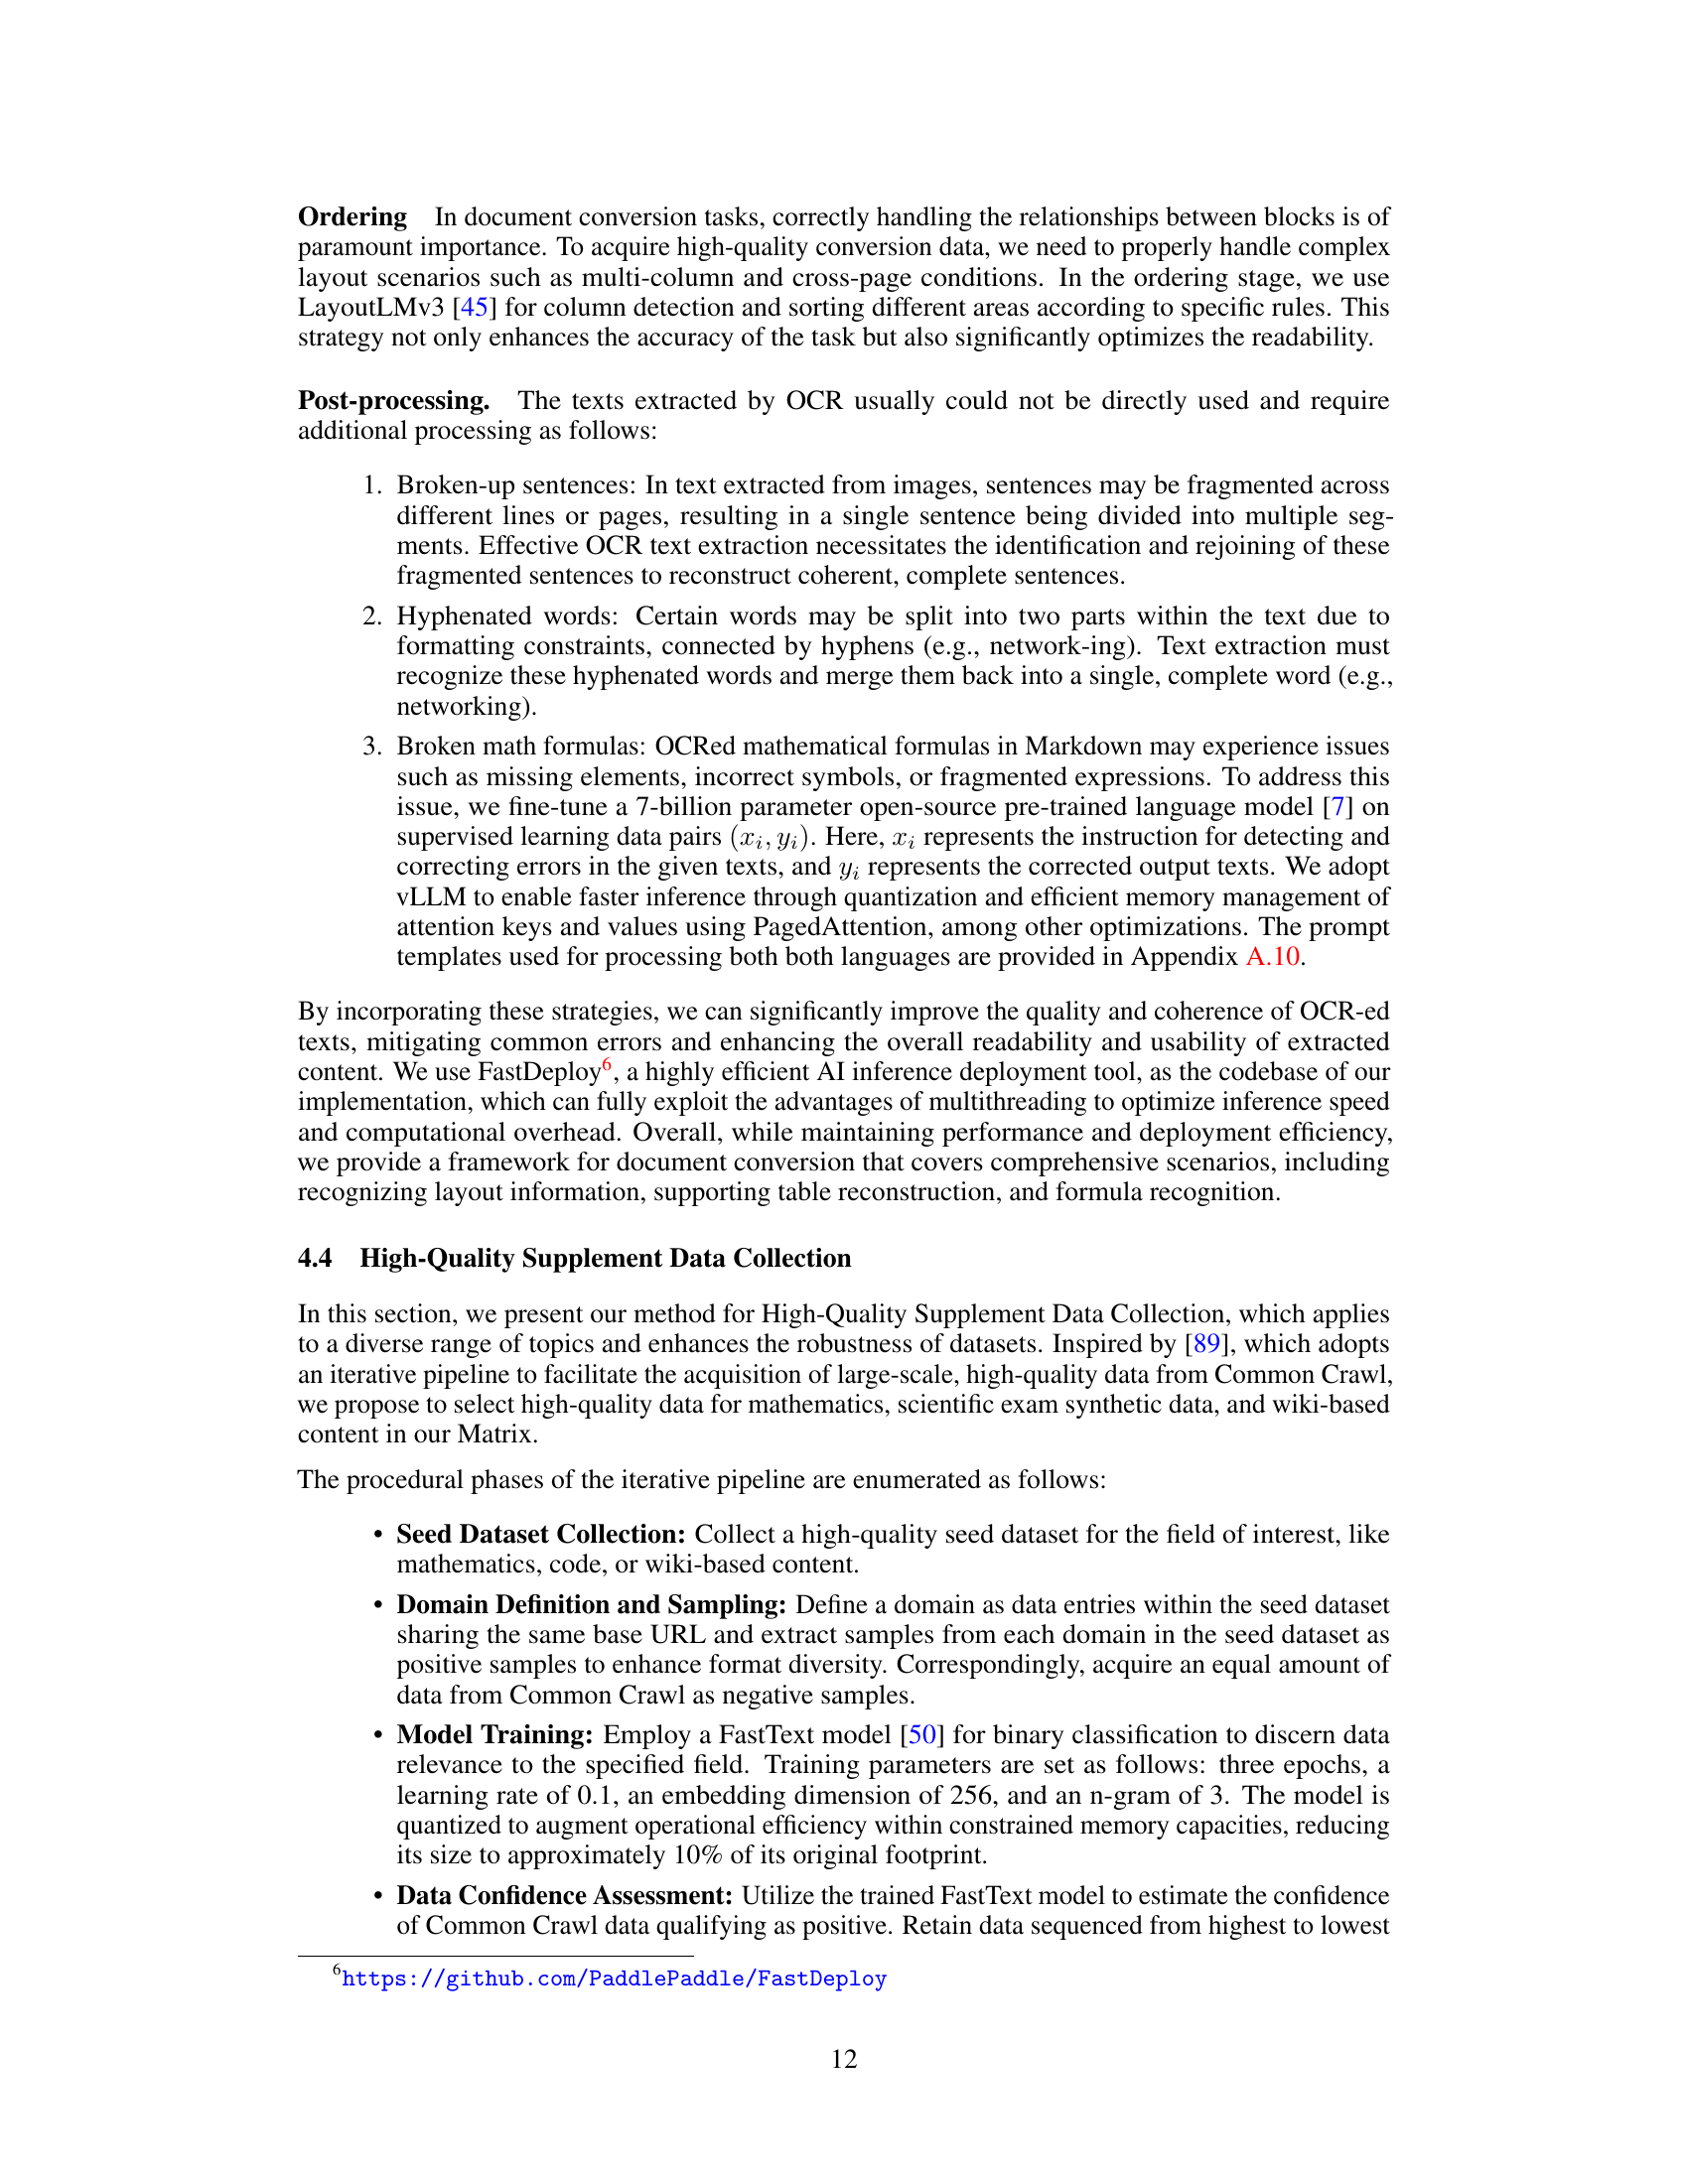 Ordering In document conversion tasks, correctly handling the relationships between blocks is of
paramount importance. To acquire high-quality conversion data, we need to properly handle complex
layout scenarios such as multi-column and cross-page conditions. In the ordering stage, we use
LayoutLMv3 [45] for column detection and sorting different areas according to specific rules. This
strategy not only enhances the accuracy of the task but also significantly optimizes the readability.
Post-processing. The texts extracted by OCR usually could not be directly used and require
additional processing as follows:
1. Broken-up sentences: In text extracted from images, sentences may be fragmented across
different lines or pages, resulting in a single sentence being divided into multiple seg-
ments. Effective OCR text extraction necessitates the identification and rejoining of these
fragmented sentences to reconstruct coherent, complete sentences.
2. Hyphenated words: Certain words may be split into two parts within the text due to
formatting constraints, connected by hyphens (e.g., network-ing). Text extraction must
recognize these hyphenated words and merge them back into a single, complete word (e.g.,
networking).
3. Broken math formulas: OCRed mathematical formulas in Markdown may experience issues
such as missing elements, incorrect symbols, or fragmented expressions. To address this
issue, we fine-tune a 7-billion parameter open-source pre-trained language model [7] on
supervised learning data pairs (xᵢ, yᵢ). Here, xᵢ represents the instruction for detecting and
correcting errors in the given texts, and yᵢ represents the corrected output texts. We adopt
vLLM to enable faster inference through quantization and efficient memory management of
attention keys and values using PagedAttention, among other optimizations. The prompt
templates used for processing both both languages are provided in Appendix A.10.
By incorporating these strategies, we can significantly improve the quality and coherence of OCR-ed
texts, mitigating common errors and enhancing the overall readability and usability of extracted
content. We use FastDeploy⁶, a highly efficient AI inference deployment tool, as the codebase of our
implementation, which can fully exploit the advantages of multithreading to optimize inference speed
and computational overhead. Overall, while maintaining performance and deployment efficiency,
we provide a framework for document conversion that covers comprehensive scenarios, including
recognizing layout information, supporting table reconstruction, and formula recognition.
4.4 High-Quality Supplement Data Collection
In this section, we present our method for High-Quality Supplement Data Collection, which applies
to a diverse range of topics and enhances the robustness of datasets. Inspired by [89], which adopts
an iterative pipeline to facilitate the acquisition of large-scale, high-quality data from Common Crawl,
we propose to select high-quality data for mathematics, scientific exam synthetic data, and wiki-based
content in our Matrix.
The procedural phases of the iterative pipeline are enumerated as follows:
• Seed Dataset Collection: Collect a high-quality seed dataset for the field of interest, like
mathematics, code, or wiki-based content.
• Domain Definition and Sampling: Define a domain as data entries within the seed dataset
sharing the same base URL and extract samples from each domain in the seed dataset as
positive samples to enhance format diversity. Correspondingly, acquire an equal amount of
data from Common Crawl as negative samples.
• Model Training: Employ a FastText model [50] for binary classification to discern data
relevance to the specified field. Training parameters are set as follows: three epochs, a
learning rate of 0.1, an embedding dimension of 256, and an n-gram of 3. The model is
quantized to augment operational efficiency within constrained memory capacities, reducing
its size to approximately 10% of its original footprint.
• Data Confidence Assessment: Utilize the trained FastText model to estimate the confidence
of Common Crawl data qualifying as positive. Retain data sequenced from highest to lowest
⁶https://github.com/PaddlePaddle/FastDeploy
12